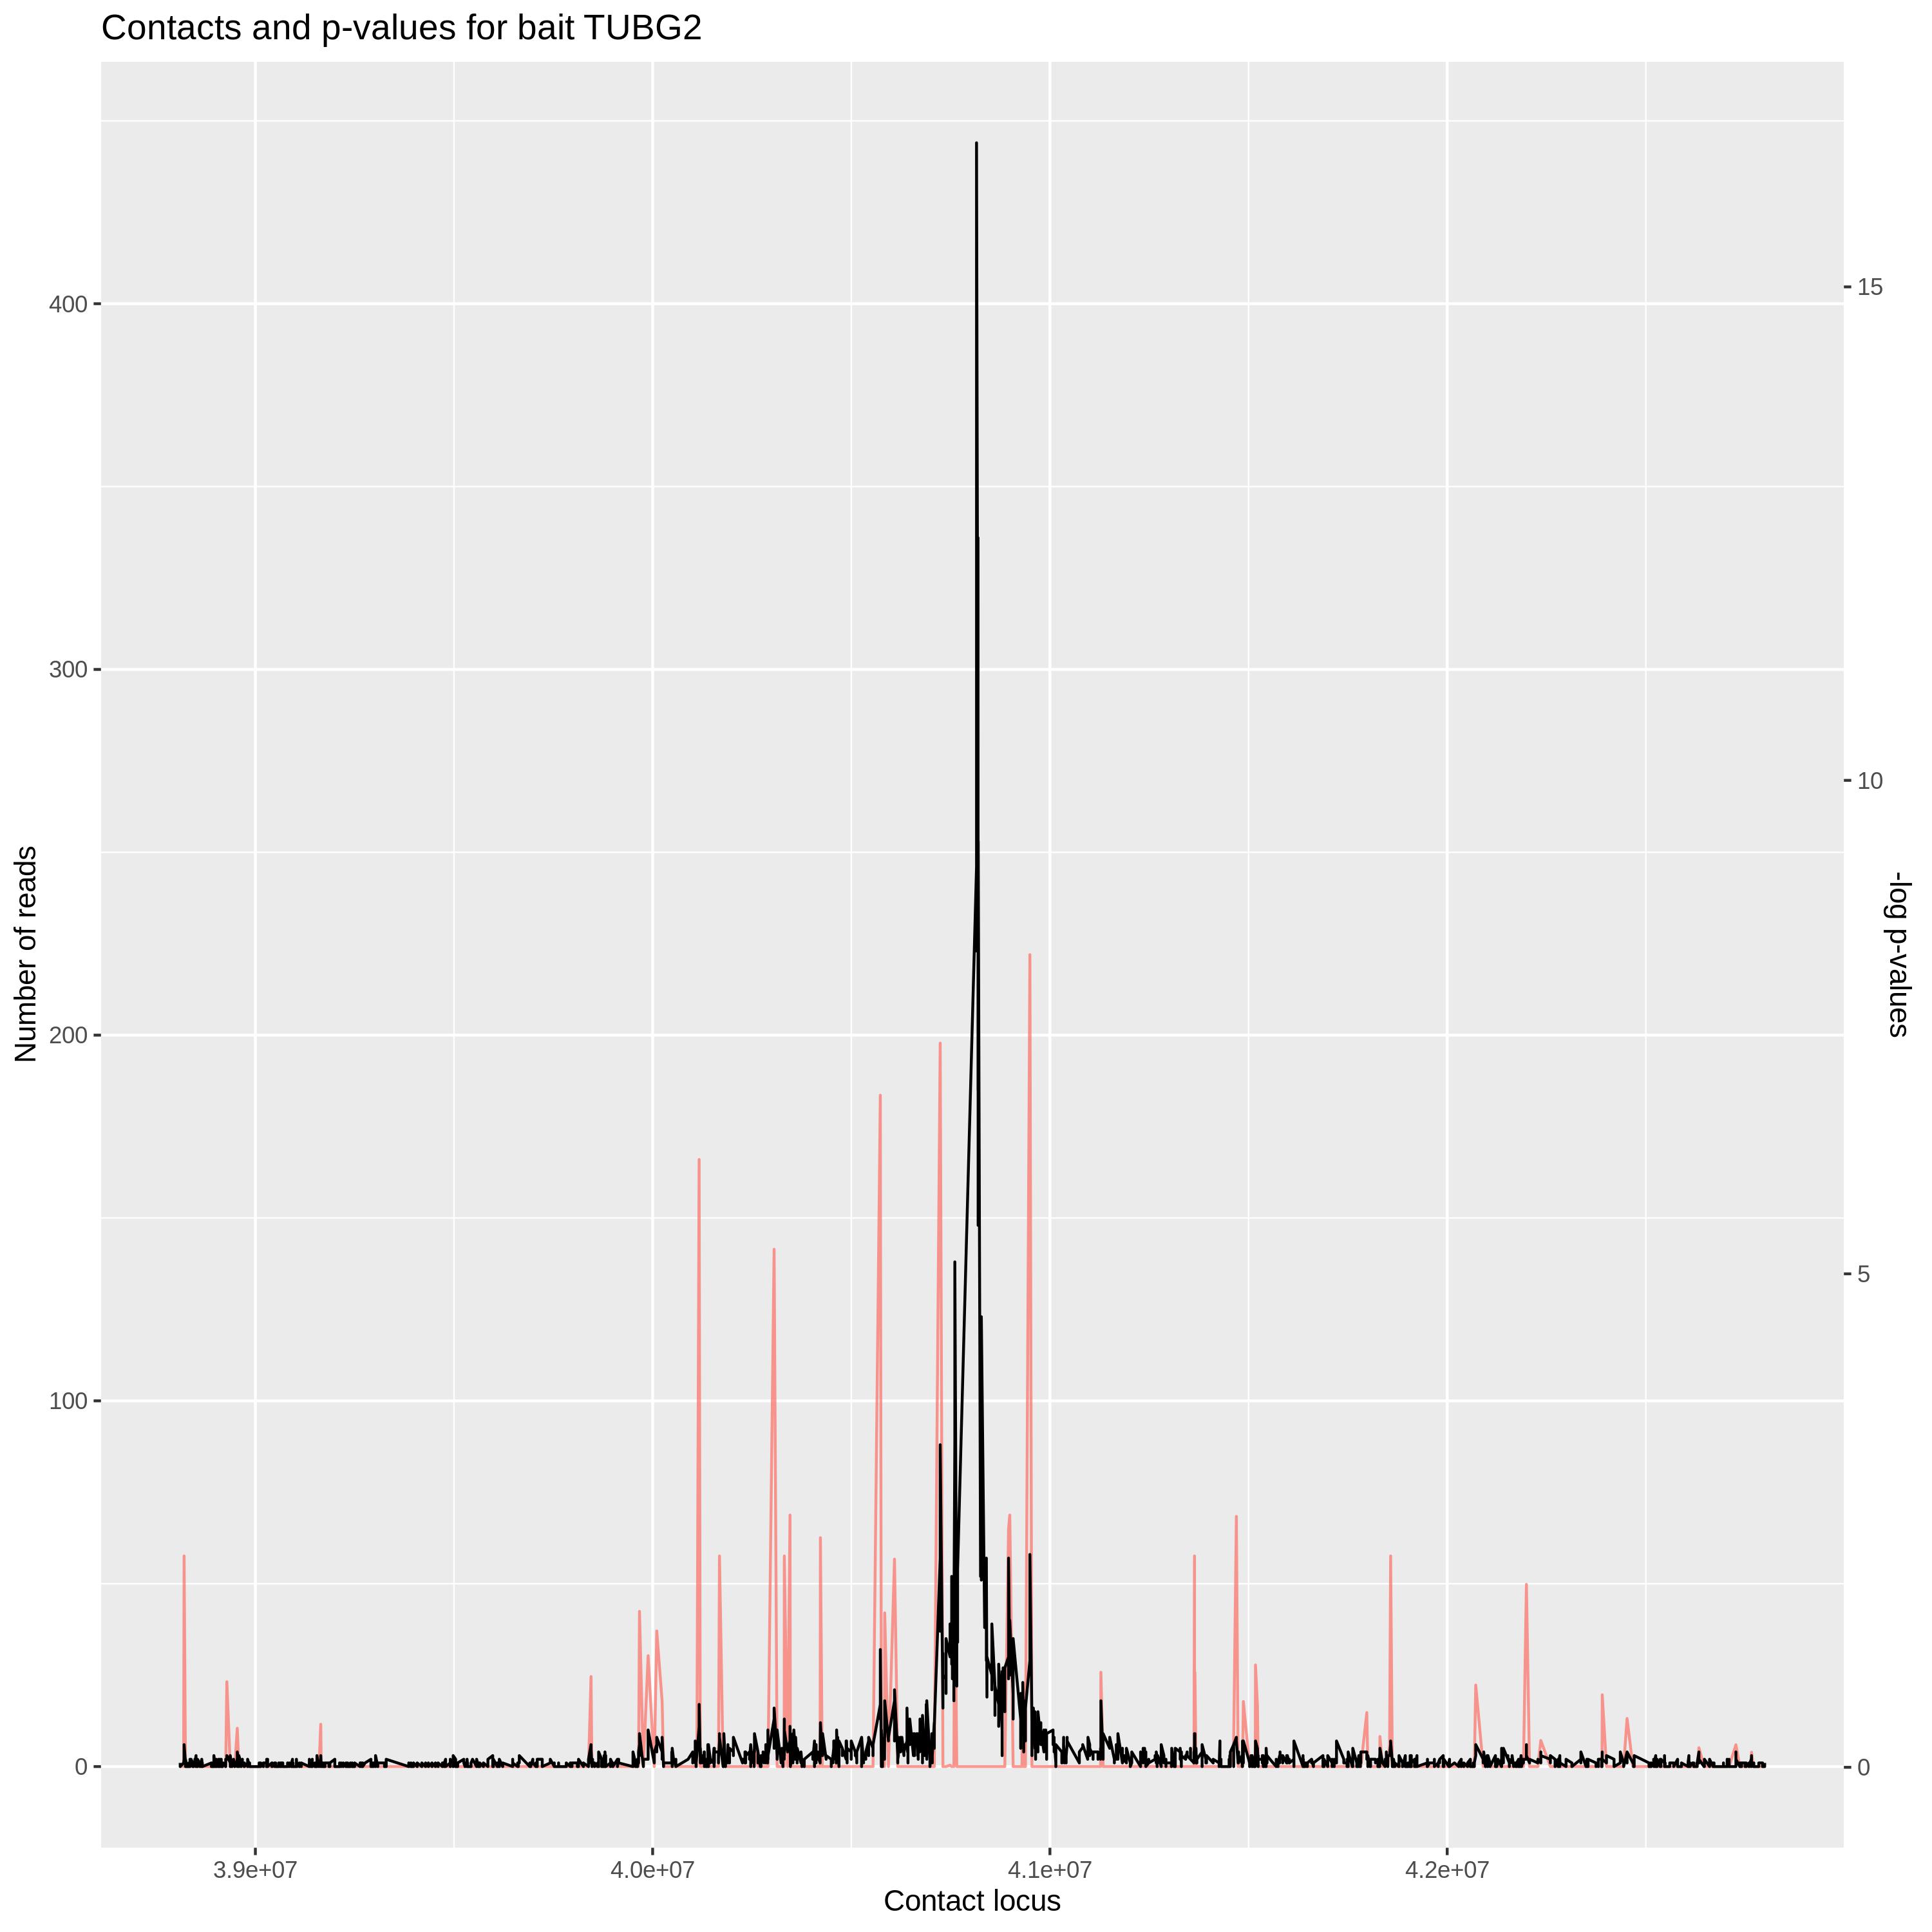 Contacts and p-values for bait TUBG2
Number of reads
400
300
200
100
0
15
10
5
0
-log p-values
3.9e+07
4.0e+07
4.1e+07
4.2e+07
Contact locus